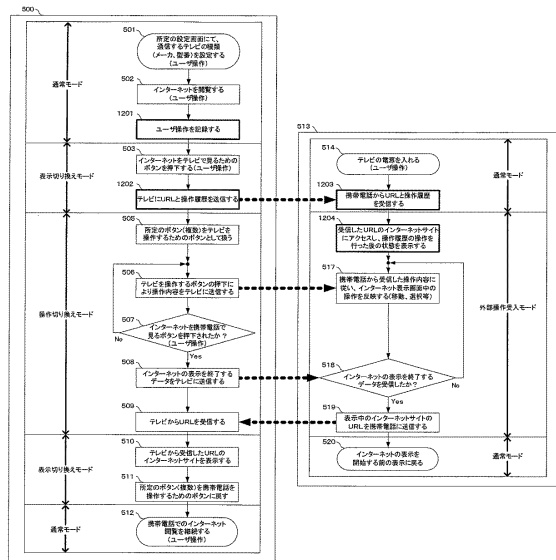 500
501
所定の設定画面にて、
通信するテレビの種類
(メーカ、型番)を設定する
(ユーザ操作)
502
インターネットを閲覧する
(ユーザ操作)
1201
ユーザ操作を記録する
通常モード
503
インターネットをテレビで見るための
ボタンを押下する(ユーザ操作)
1202
テレビにURLと操作履歴を送信する
表示切り換えモード
505
所定のボタン(複数)をテレビを
操作するためのボタンとして扱う
506
テレビを操作するボタンの押下に
より操作内容をテレビに送信する
507
インターネットを携帯電話で
見るボタンを押下されたか?
(ユーザ操作)
No
Yes
508
インターネットの表示を終了する
データをテレビに送信する
509
テレビからURLを受信する
操作切り換えモード
510
テレビから受信したURLの
インターネットサイトを表示する
511
所定のボタン(複数)を携帯電話を
操作するためのボタンに戻す
表示切り換えモード
512
携帯電話でのインターネット
閲覧を継続する
(ユーザ操作)
通常モード
513
514
テレビの電源を入れる
(ユーザ操作)
1203
携帯電話からURLと操作履歴
を受信する
通常モード
1204
受信したURLのインターネットサイト
にアクセスし、操作履歴の操作を
行った後の状態を表示する
517
携帯電話から受信した操作内容に
従い、インターネット表示画面中の
操作を反映する(移動、選択等)
518
インターネットの表示を終了する
データを受信したか?
No
Yes
519
表示中のインターネットサイトの
URLを携帯電話に送信する
外部操作受入モード
520
インターネットの表示を
開始する前の表示に戻る
通常モード